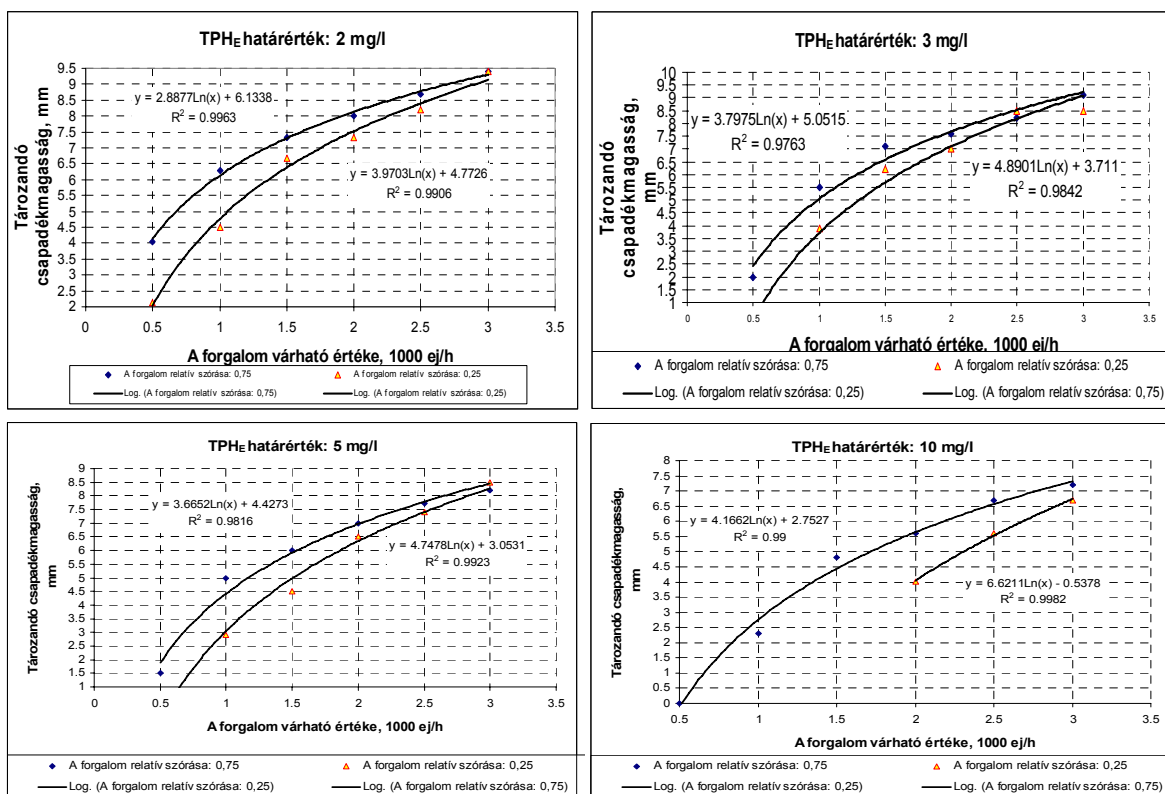 TPHE határérték: 2 mg/l
Tározandó
csapadékmagasság, mm
9.5
9
8.5
8
7.5
7
6.5
6
5.5
5
4.5
4
3.5
3
2.5
2
y = 2.8877Ln(x) + 6.1338
R2 = 0.9963
y = 3.9703Ln(x) + 4.7726
R2 = 0.9906
0 0.5 1 1.5 2 2.5 3 3.5
A forgalom várható értéke, 1000 ej/h
A forgalom relatív szórása: 0,75 A forgalom relatív szórása: 0,25
Log. (A forgalom relatív szórása: 0,75) Log. (A forgalom relatív szórása: 0,25)
TPHE határérték: 3 mg/l
Tározandó
csapadékmagasság,
mm
10
9.5
9
8.5
8
7.5
7
6.5
6
5.5
5
4.5
4
3.5
3
2.5
2
1.5
1
y = 3.7975Ln(x) + 5.0515
R2 = 0.9763
y = 4.8901Ln(x) + 3.711
R2 = 0.9842
0 0.5 1 1.5 2 2.5 3 3.5
A forgalom várható értéke, 1000 ej/h
A forgalom relatív szórása: 0,75 A forgalom relatív szórása: 0,25
Log. (A forgalom relatív szórása: 0,25) Log. (A forgalom relatív szórása: 0,75)
TPHE határérték: 5 mg/l
Tározandó csapadékmagasság,
mm
9
8.5
8
7.5
7
6.5
6
5.5
5
4.5
4
3.5
3
2.5
2
1.5
1
y = 3.6652Ln(x) + 4.4273
R2 = 0.9816
y = 4.7478Ln(x) + 3.0531
R2 = 0.9923
0 0.5 1 1.5 2 2.5 3 3.5
A forgalom várható értéke, 1000 ej/h
A forgalom relatív szórása: 0,75 A forgalom relatív szórása: 0,25
Log. (A forgalom relatív szórása: 0,25) Log. (A forgalom relatív szórása: 0,75)
TPHE határérték: 10 mg/l
Tározandó csapadékmagasság,
mm
8
7.5
7
6.5
6
5.5
5
4.5
4
3.5
3
2.5
2
1.5
1
0.5
0
y = 4.1662Ln(x) + 2.7527
R2 = 0.99
y = 6.6211Ln(x) - 0.5378
R2 = 0.9982
0.5 1 1.5 2 2.5 3 3.5
A forgalom várható értéke, 1000 ej/h
A forgalom relatív szórása: 0,75 A forgalom relatív szórása: 0,25
Log. (A forgalom relatív szórása: 0,25) Log. (A forgalom relatív szórása: 0,75)